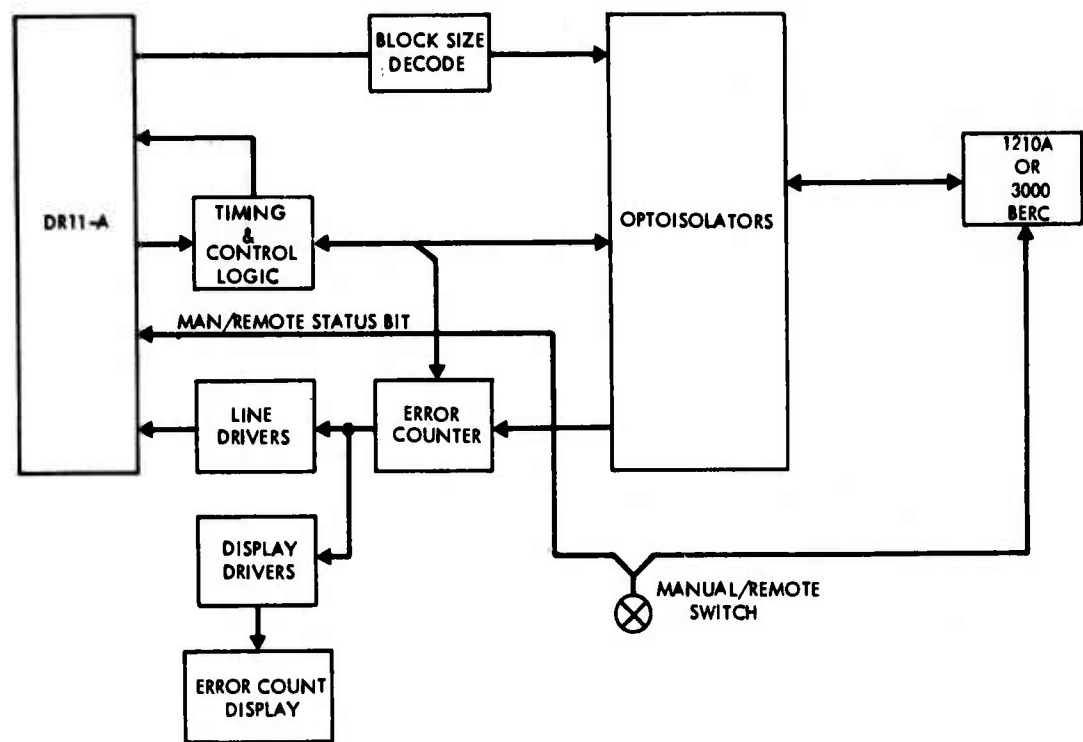 BLOCK SIZE
DECODE
DR11-A
TIMING
&
CONTROL
LOGIC
OPTOISOLATORS
1210A
OR
3000
BERC
MAN/REMOTE STATUS BIT
LINE
DRIVERS
ERROR
COUNTER
DISPLAY
DRIVERS
MANUAL/REMOTE
SWITCH
ERROR COUNT
DISPLAY